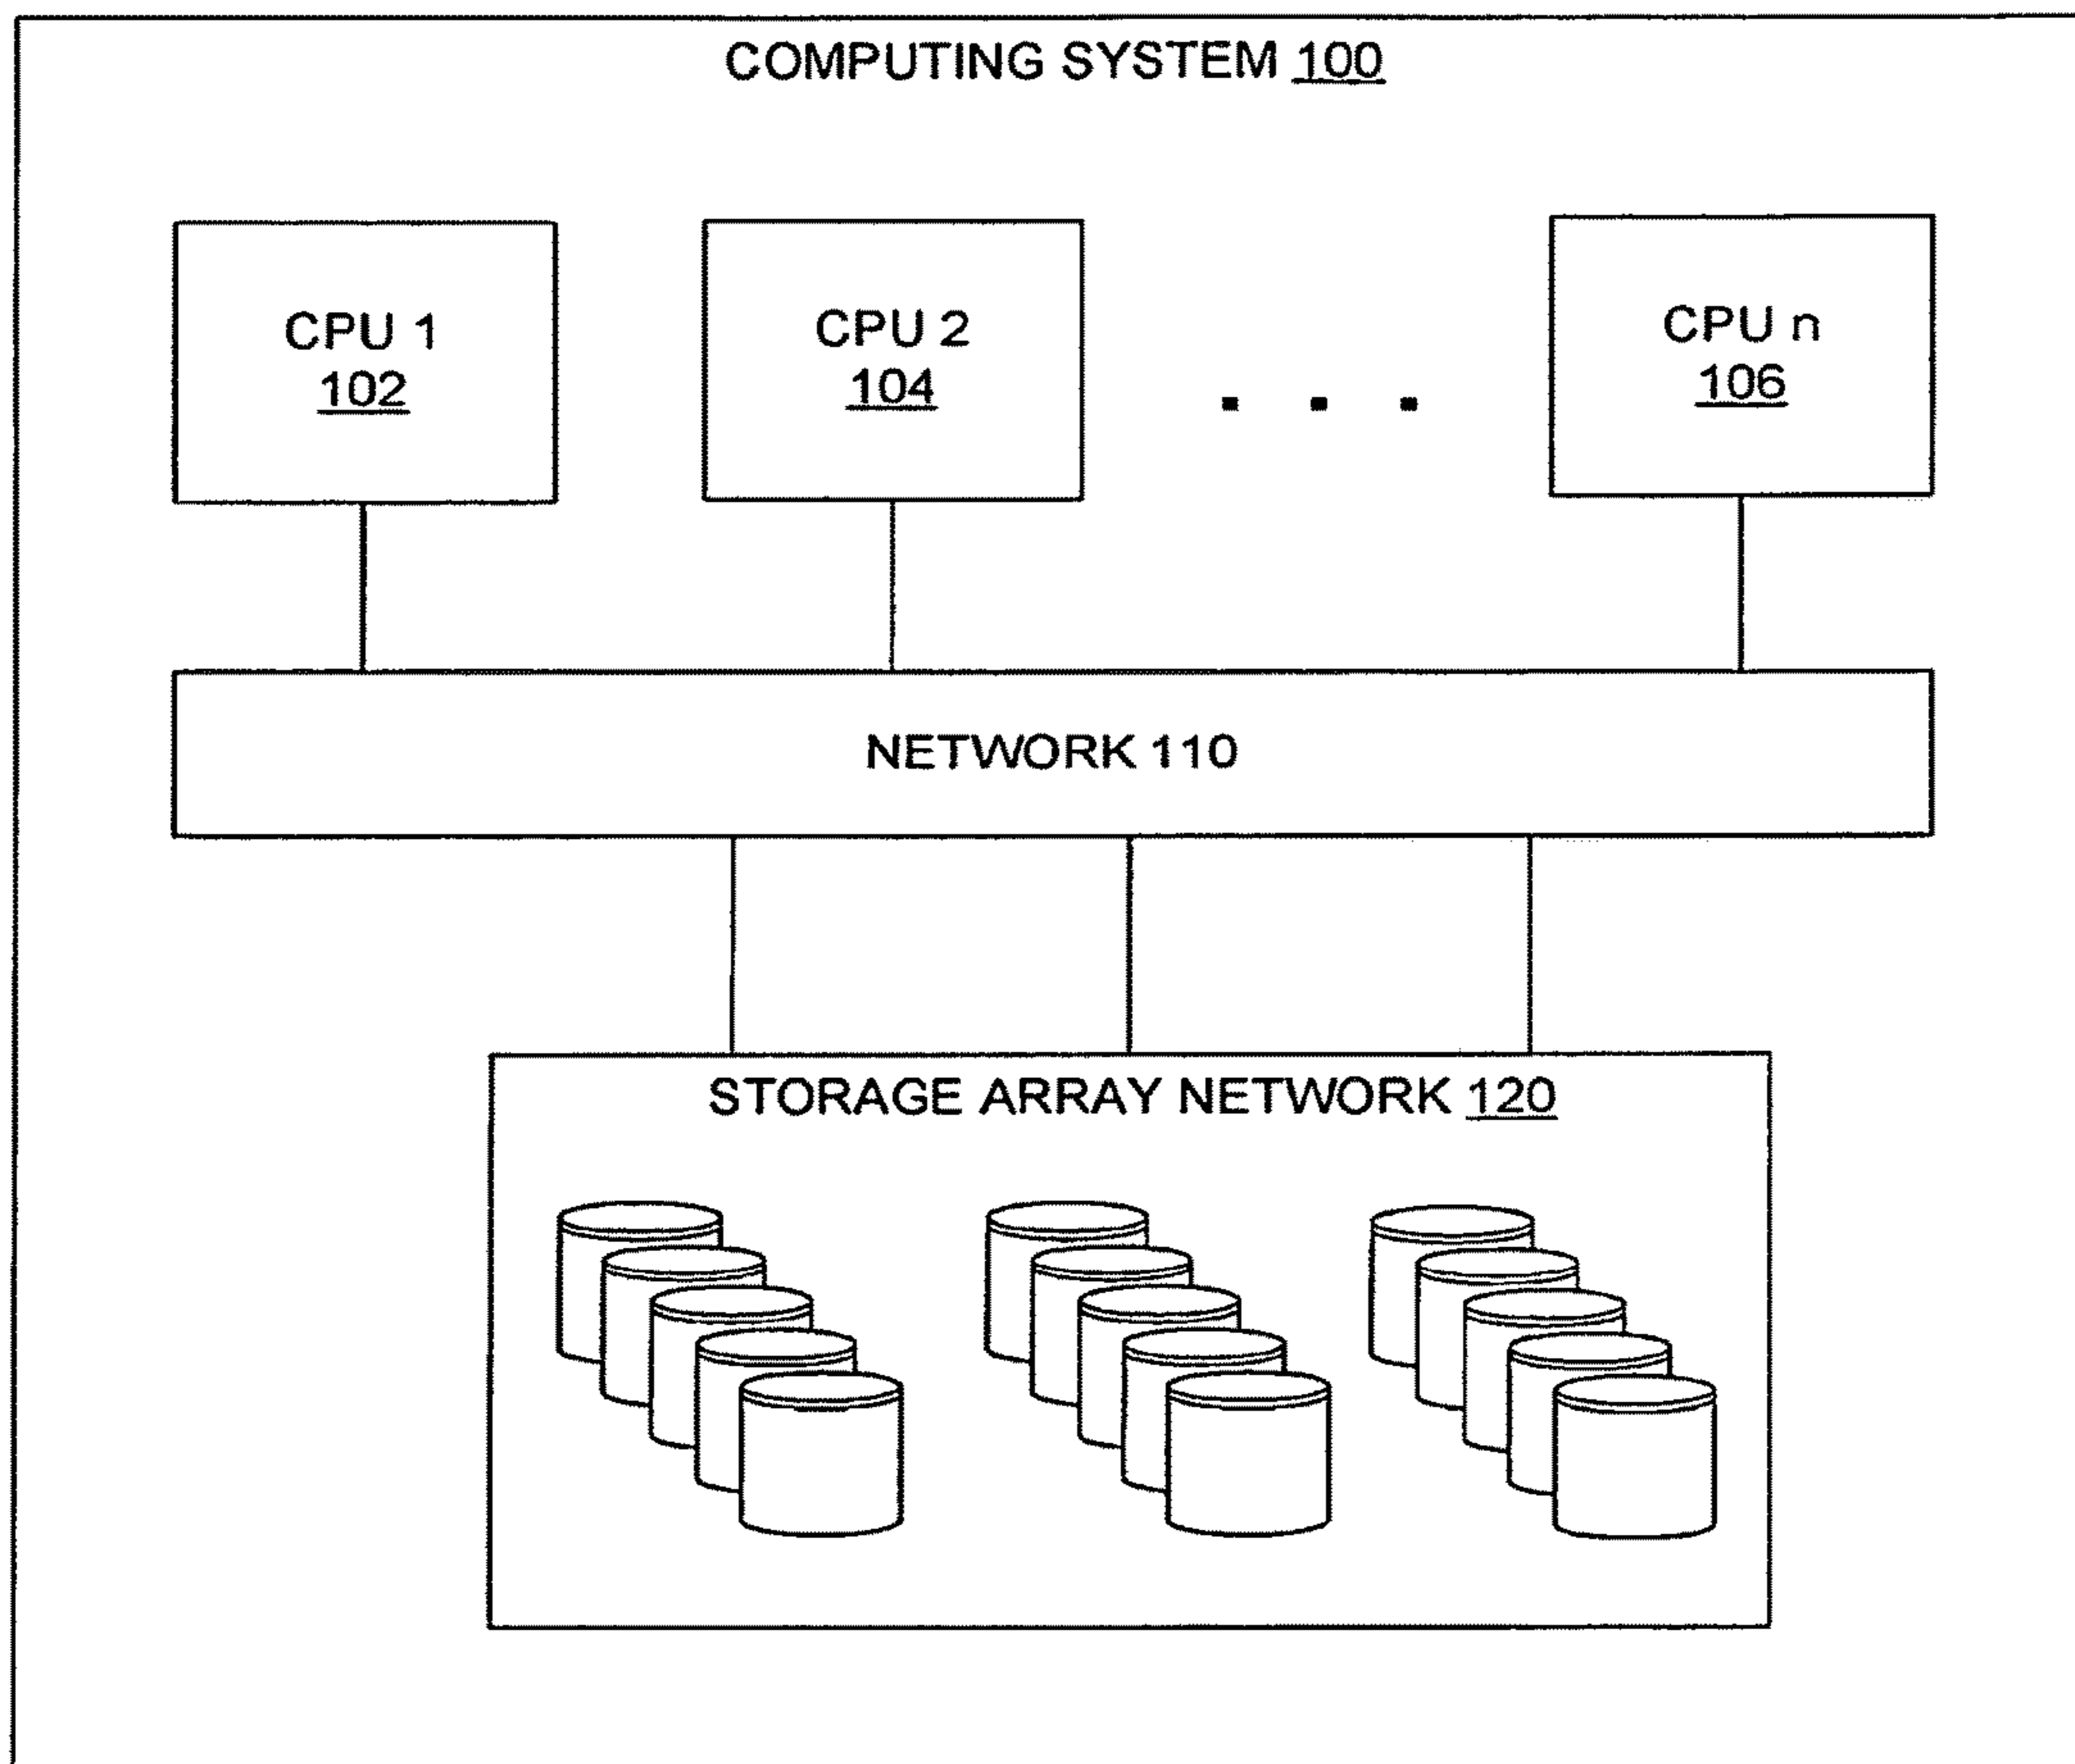 COMPUTING SYSTEM 100
CPU 1
102
CPU 2
104
. . .
CPU n
106
NETWORK 110
STORAGE ARRAY NETWORK 120